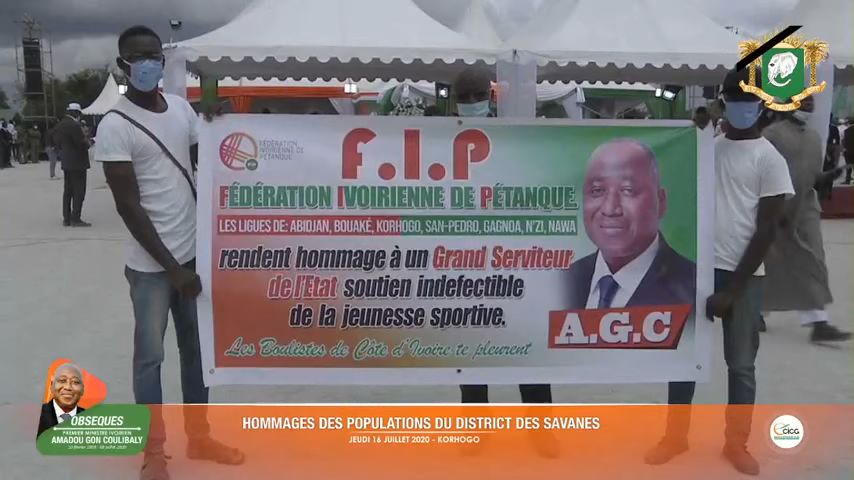 FÉDÉRATION
IVOIRIENNE DE
PÉTANQUE
F.I.P
FÉDÉRATION IVOIRIENNE DE PÉTANQUE
LES LIGUES DE: ABIDJAN, BOUAKÉ, KORHOGO, SAN-PEDRO, GAGNOA, N'ZI, NAWA
rendent hommage à un Grand Serviteur
de l'Etat soutien indefectible
de la jeunesse sportive.
A.G.C
Les Boulistes de Côte d'Ivoire te pleurent
OBSEQUES
PREMIER MINISTRE IVOIRIEN
AMADOU GON COULIBALY
HOMMAGES DES POPULATIONS DU DISTRICT DES SAVANES
JEUDI 16 JUILLET 2020 - KORHOGO
CICG